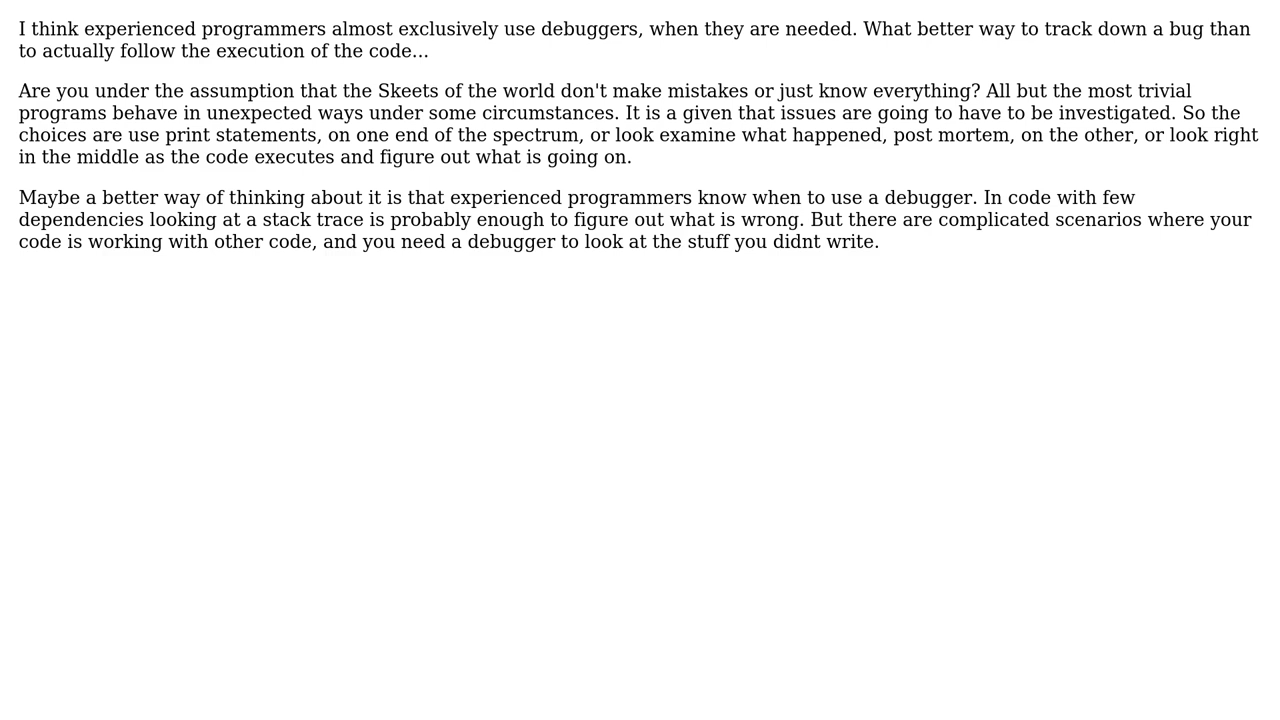 I think experienced programmers almost exclusively use debuggers, when they are needed. What better way to track down a bug than
to actually follow the execution of the code...
Are you under the assumption that the Skeets of the world don't make mistakes or just know everything? All but the most trivial
programs behave in unexpected ways under some circumstances. It is a given that issues are going to have to be investigated. So the
choices are use print statements, on one end of the spectrum, or look examine what happened, post mortem, on the other, or look right
in the middle as the code executes and figure out what is going on.
Maybe a better way of thinking about it is that experienced programmers know when to use a debugger. In code with few
dependencies looking at a stack trace is probably enough to figure out what is wrong. But there are complicated scenarios where your
code is working with other code, and you need a debugger to look at the stuff you didnt write.